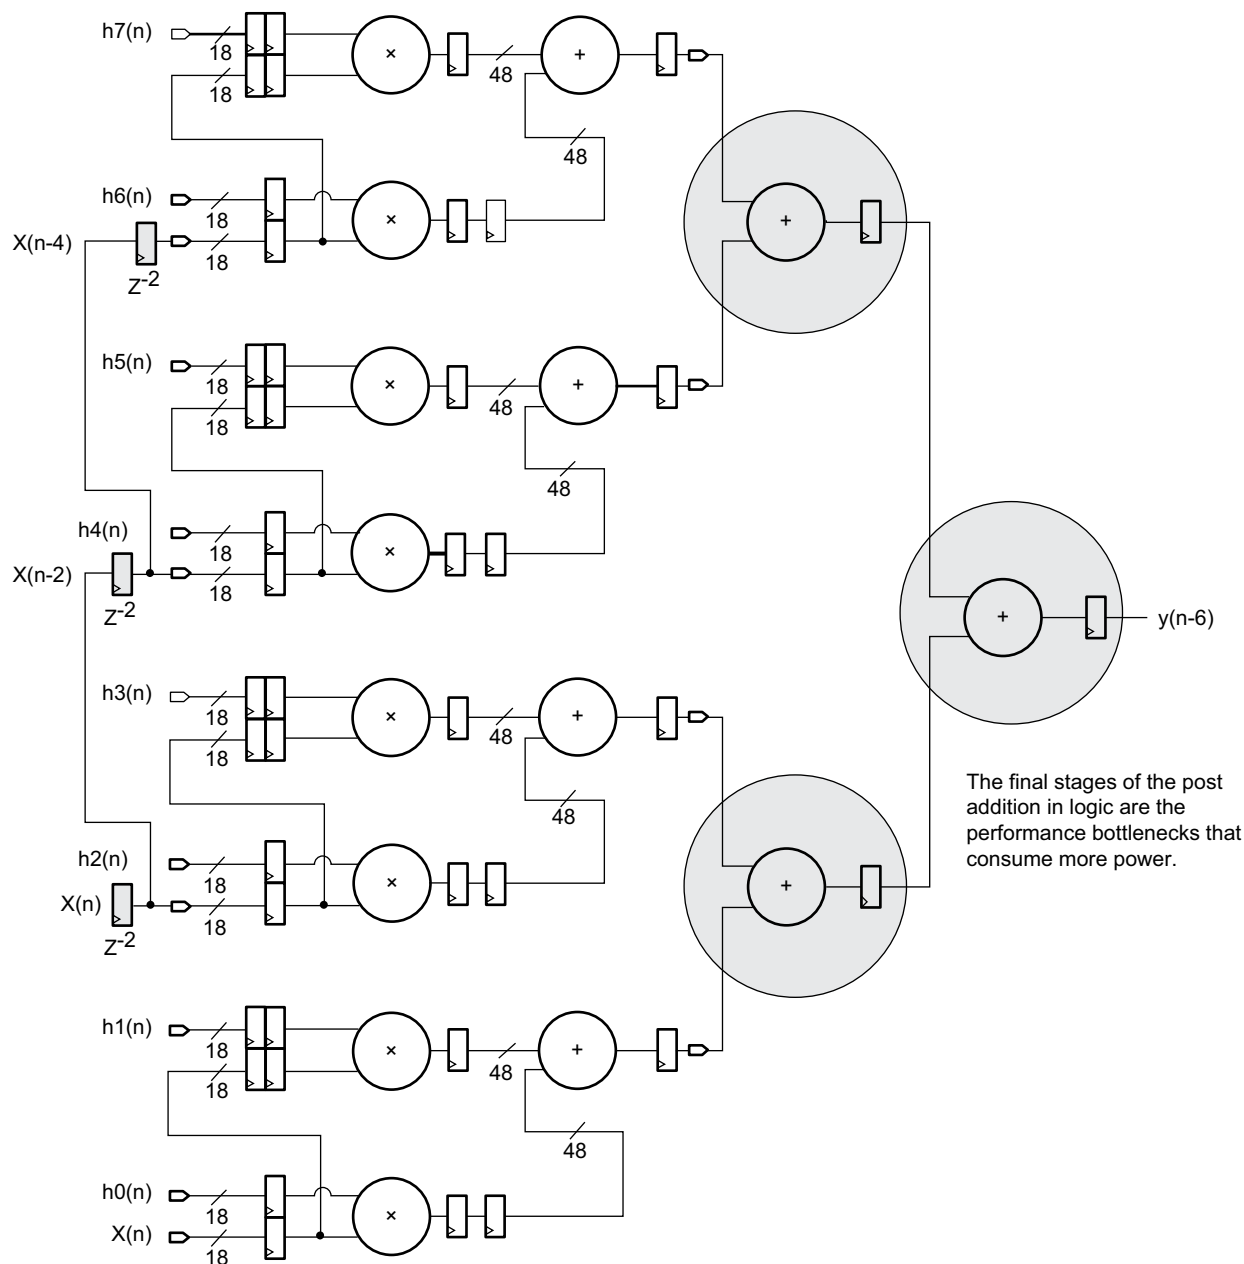 h7(n)
18
×
48
+
18
48
h6(n)
18
×
+
X(n-4)
18
Z-2
h5(n)
18
×
48
+
18
48
h4(n)
18
×
X(n-2)
18
Z-2
+
y(n-6)
h3(n)
18
×
48
+
18
The final stages of the post
addition in logic are the
performance bottlenecks that
consume more power.
48
h2(n)
18
×
+
X(n)
18
Z-2
h1(n)
18
×
48
+
18
48
h0(n)
18
×
X(n)
18